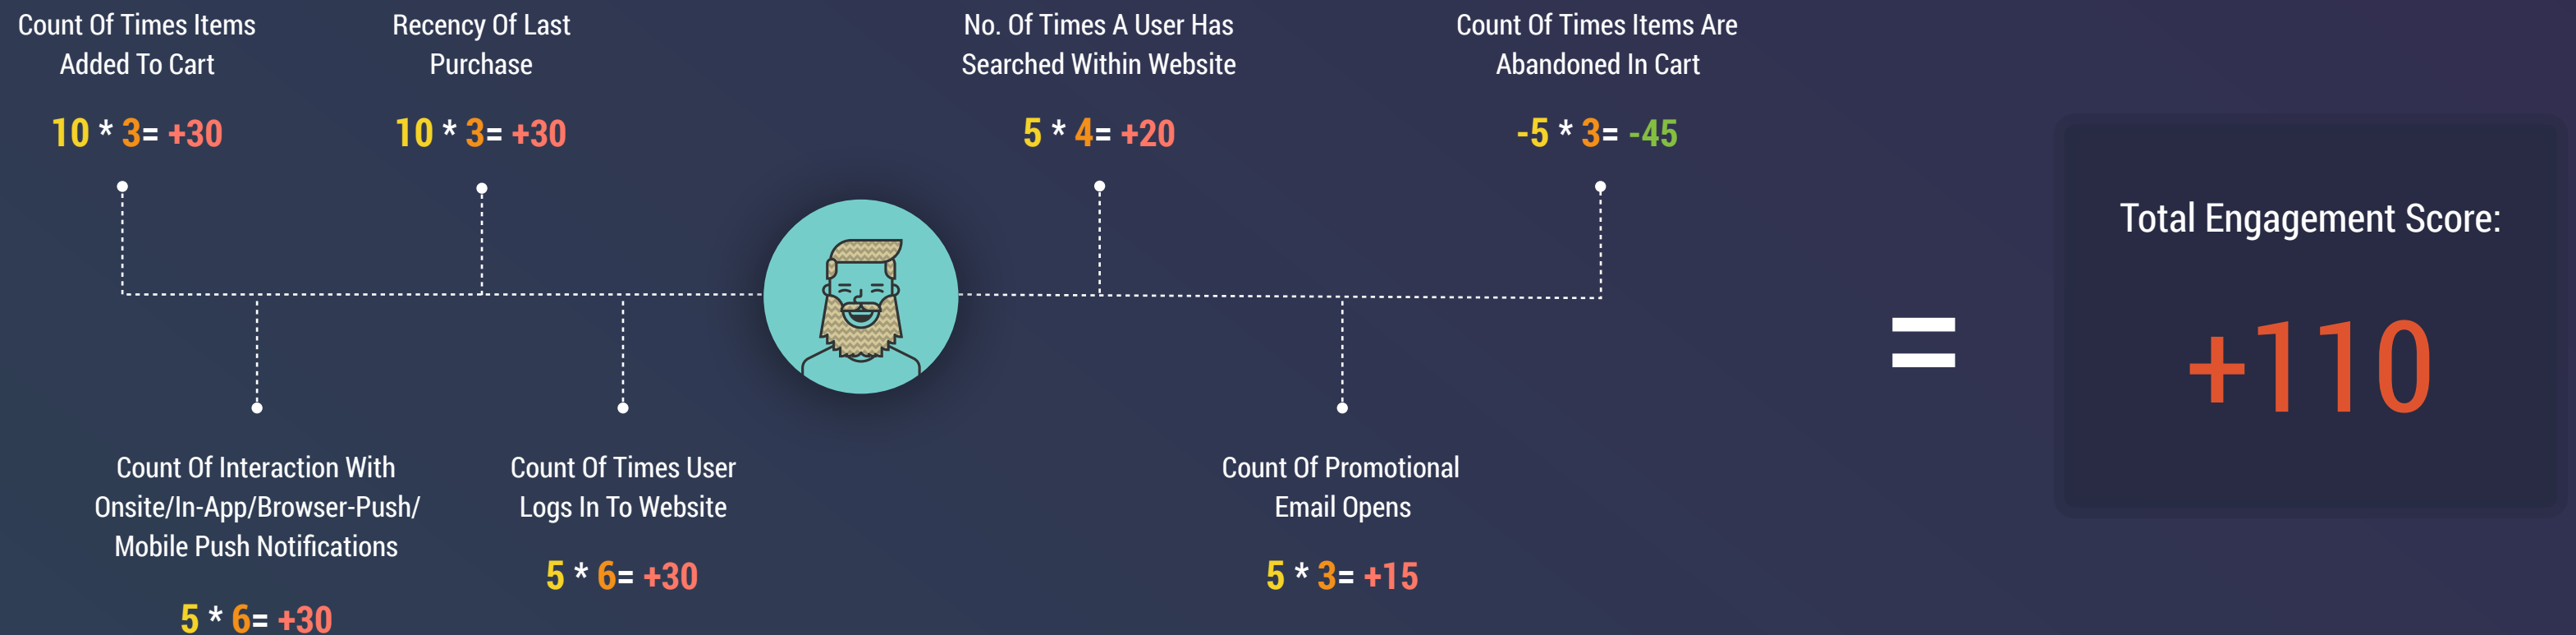 Count Of Times Items
Added To Cart
10 * 3= +30
Recency Of Last
Purchase
10 * 3= +30
No. Of Times A User Has
Searched Within Website
5 * 4= +20
Count Of Times Items Are
Abandoned In Cart
-5 * 3= -45
Count Of Interaction With
Onsite/In-App/Browser-Push/
Mobile Push Notifications
5 * 6= +30
Count Of Times User
Logs In To Website
5 * 6= +30
Count Of Promotional
Email Opens
5 * 3= +15
=
Total Engagement Score:
+110